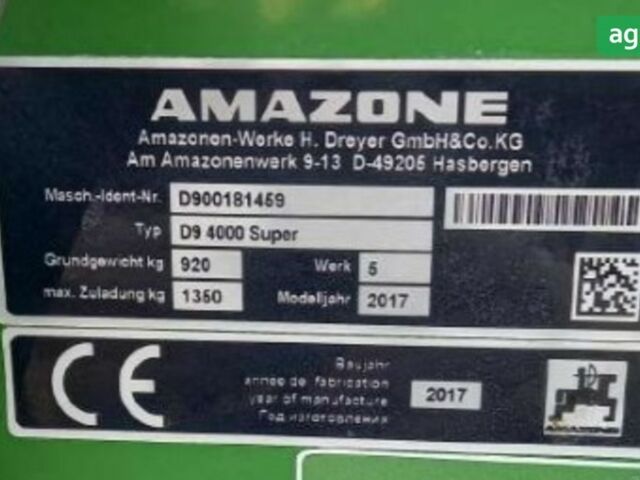 ag
AMAZONE
Amazonen-Werke H. Dreyer GmbH&Co.KG
Am Amazonenwerk 9-13 D-49205 Hasbergen
Masch.-Ident-Nr. D900181459
Typ D9 4000 Super
Grundgewicht kg 920 Werk 5
max. Zuladung kg 1350 Modelljahr 2017
CE
Baujahr
année de fabrication
year of manufacture 2017
Год изготовления